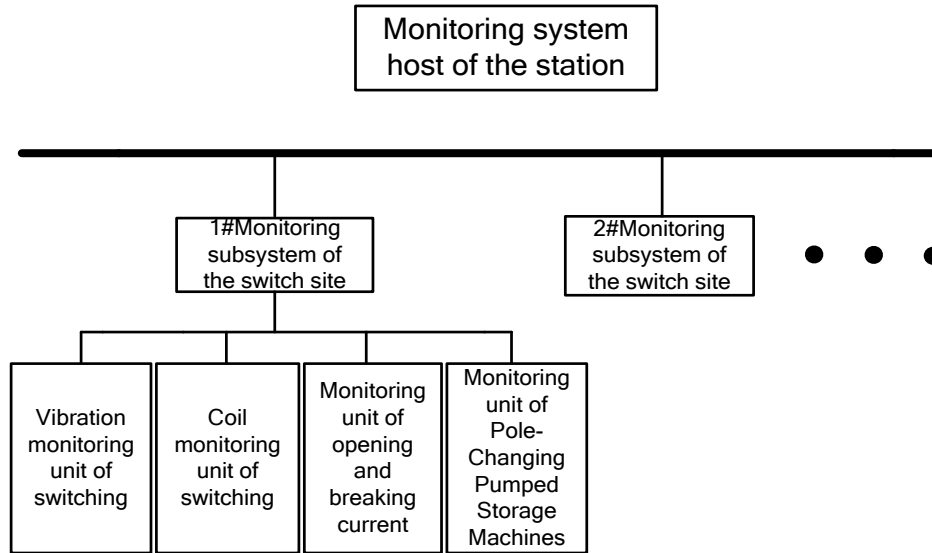 Monitoring system
host of the station
1#Monitoring
subsystem of
the switch site
2#Monitoring
subsystem of
the switch site
Vibration
monitoring
unit of
switching
Coil
monitoring
unit of
switching
Monitoring
unit of
opening
and
breaking
current
Monitoring
unit of
Pole-
Changing
Pumped
Storage
Machines